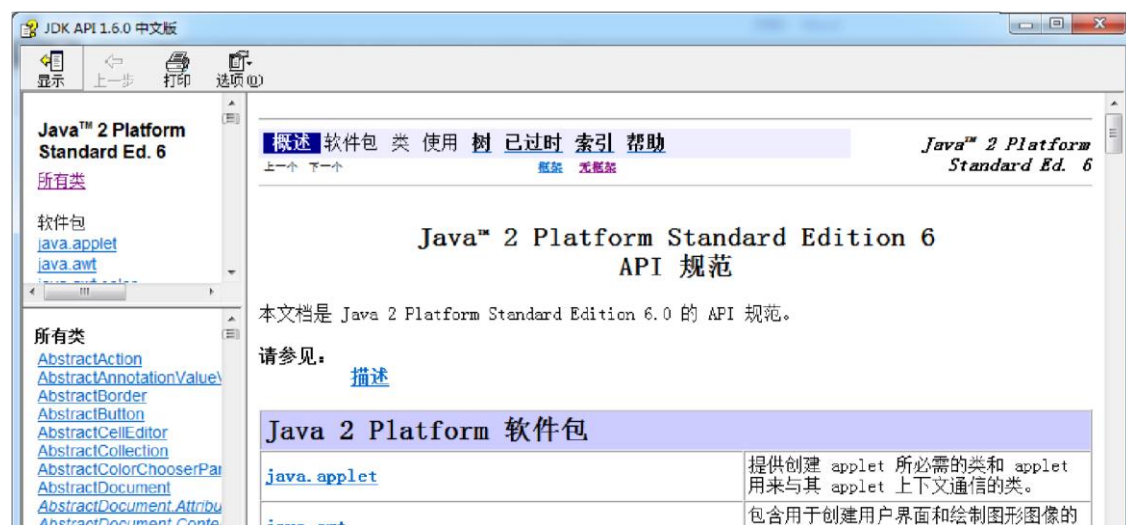 JDK API 1.6.0 中文版
显示 上一步 打印 选项(O)
Java™ 2 Platform
Standard Ed. 6
所有类
软件包
java.applet
java.awt
所有类
AbstractAction
AbstractAnnotationValueV
AbstractBorder
AbstractButton
AbstractCellEditor
AbstractCollection
AbstractColorChooserPan
AbstractDocument
AbstractDocument.Attribu
AbstractDocument.Conte
概述 软件包 类 使用 树 已过时 索引 帮助
Java™ 2 Platform
Standard Ed. 6
上一个 下一个 框架 无框架
Java™ 2 Platform Standard Edition 6
API 规范
本文档是 Java 2 Platform Standard Edition 6.0 的 API 规范。
请参见：
描述
Java 2 Platform 软件包
java.applet
提供创建 applet 所必需的类和 applet
用来与其 applet 上下文通信的类。
java.awt
包含用于创建用户界面和绘制图形图像的